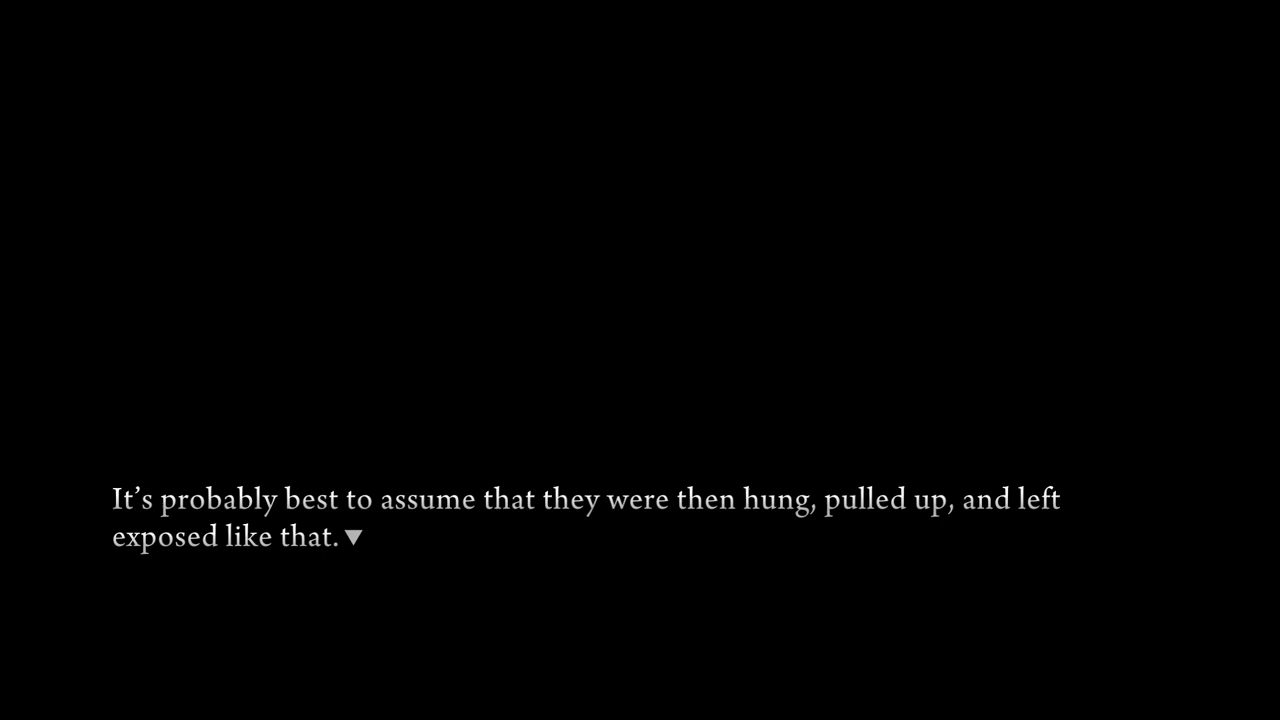 It’s probably best to assume that they were then hung, pulled up, and left
exposed like that.▼